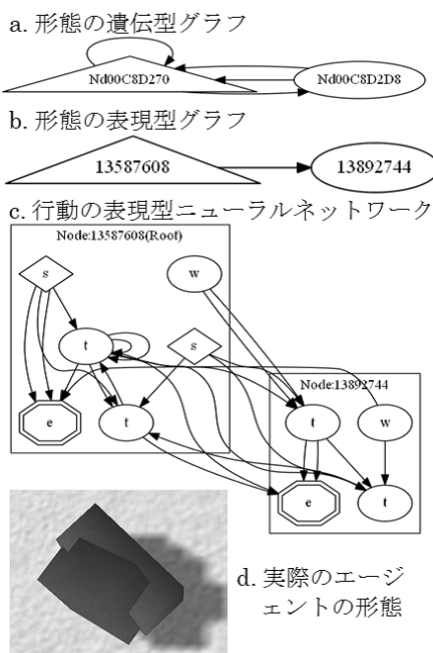 a. 形態の遺伝型グラフ
Nd00C8D270
Nd00C8D2D8
b. 形態の表現型グラフ
13587608
13892744
c. 行動の表現型ニューラルネットワーク
Node:13587608(Root)
s
w
t
s
e
t
Node:13892744
t
w
e
t
d. 実際のエージ
ェントの形態